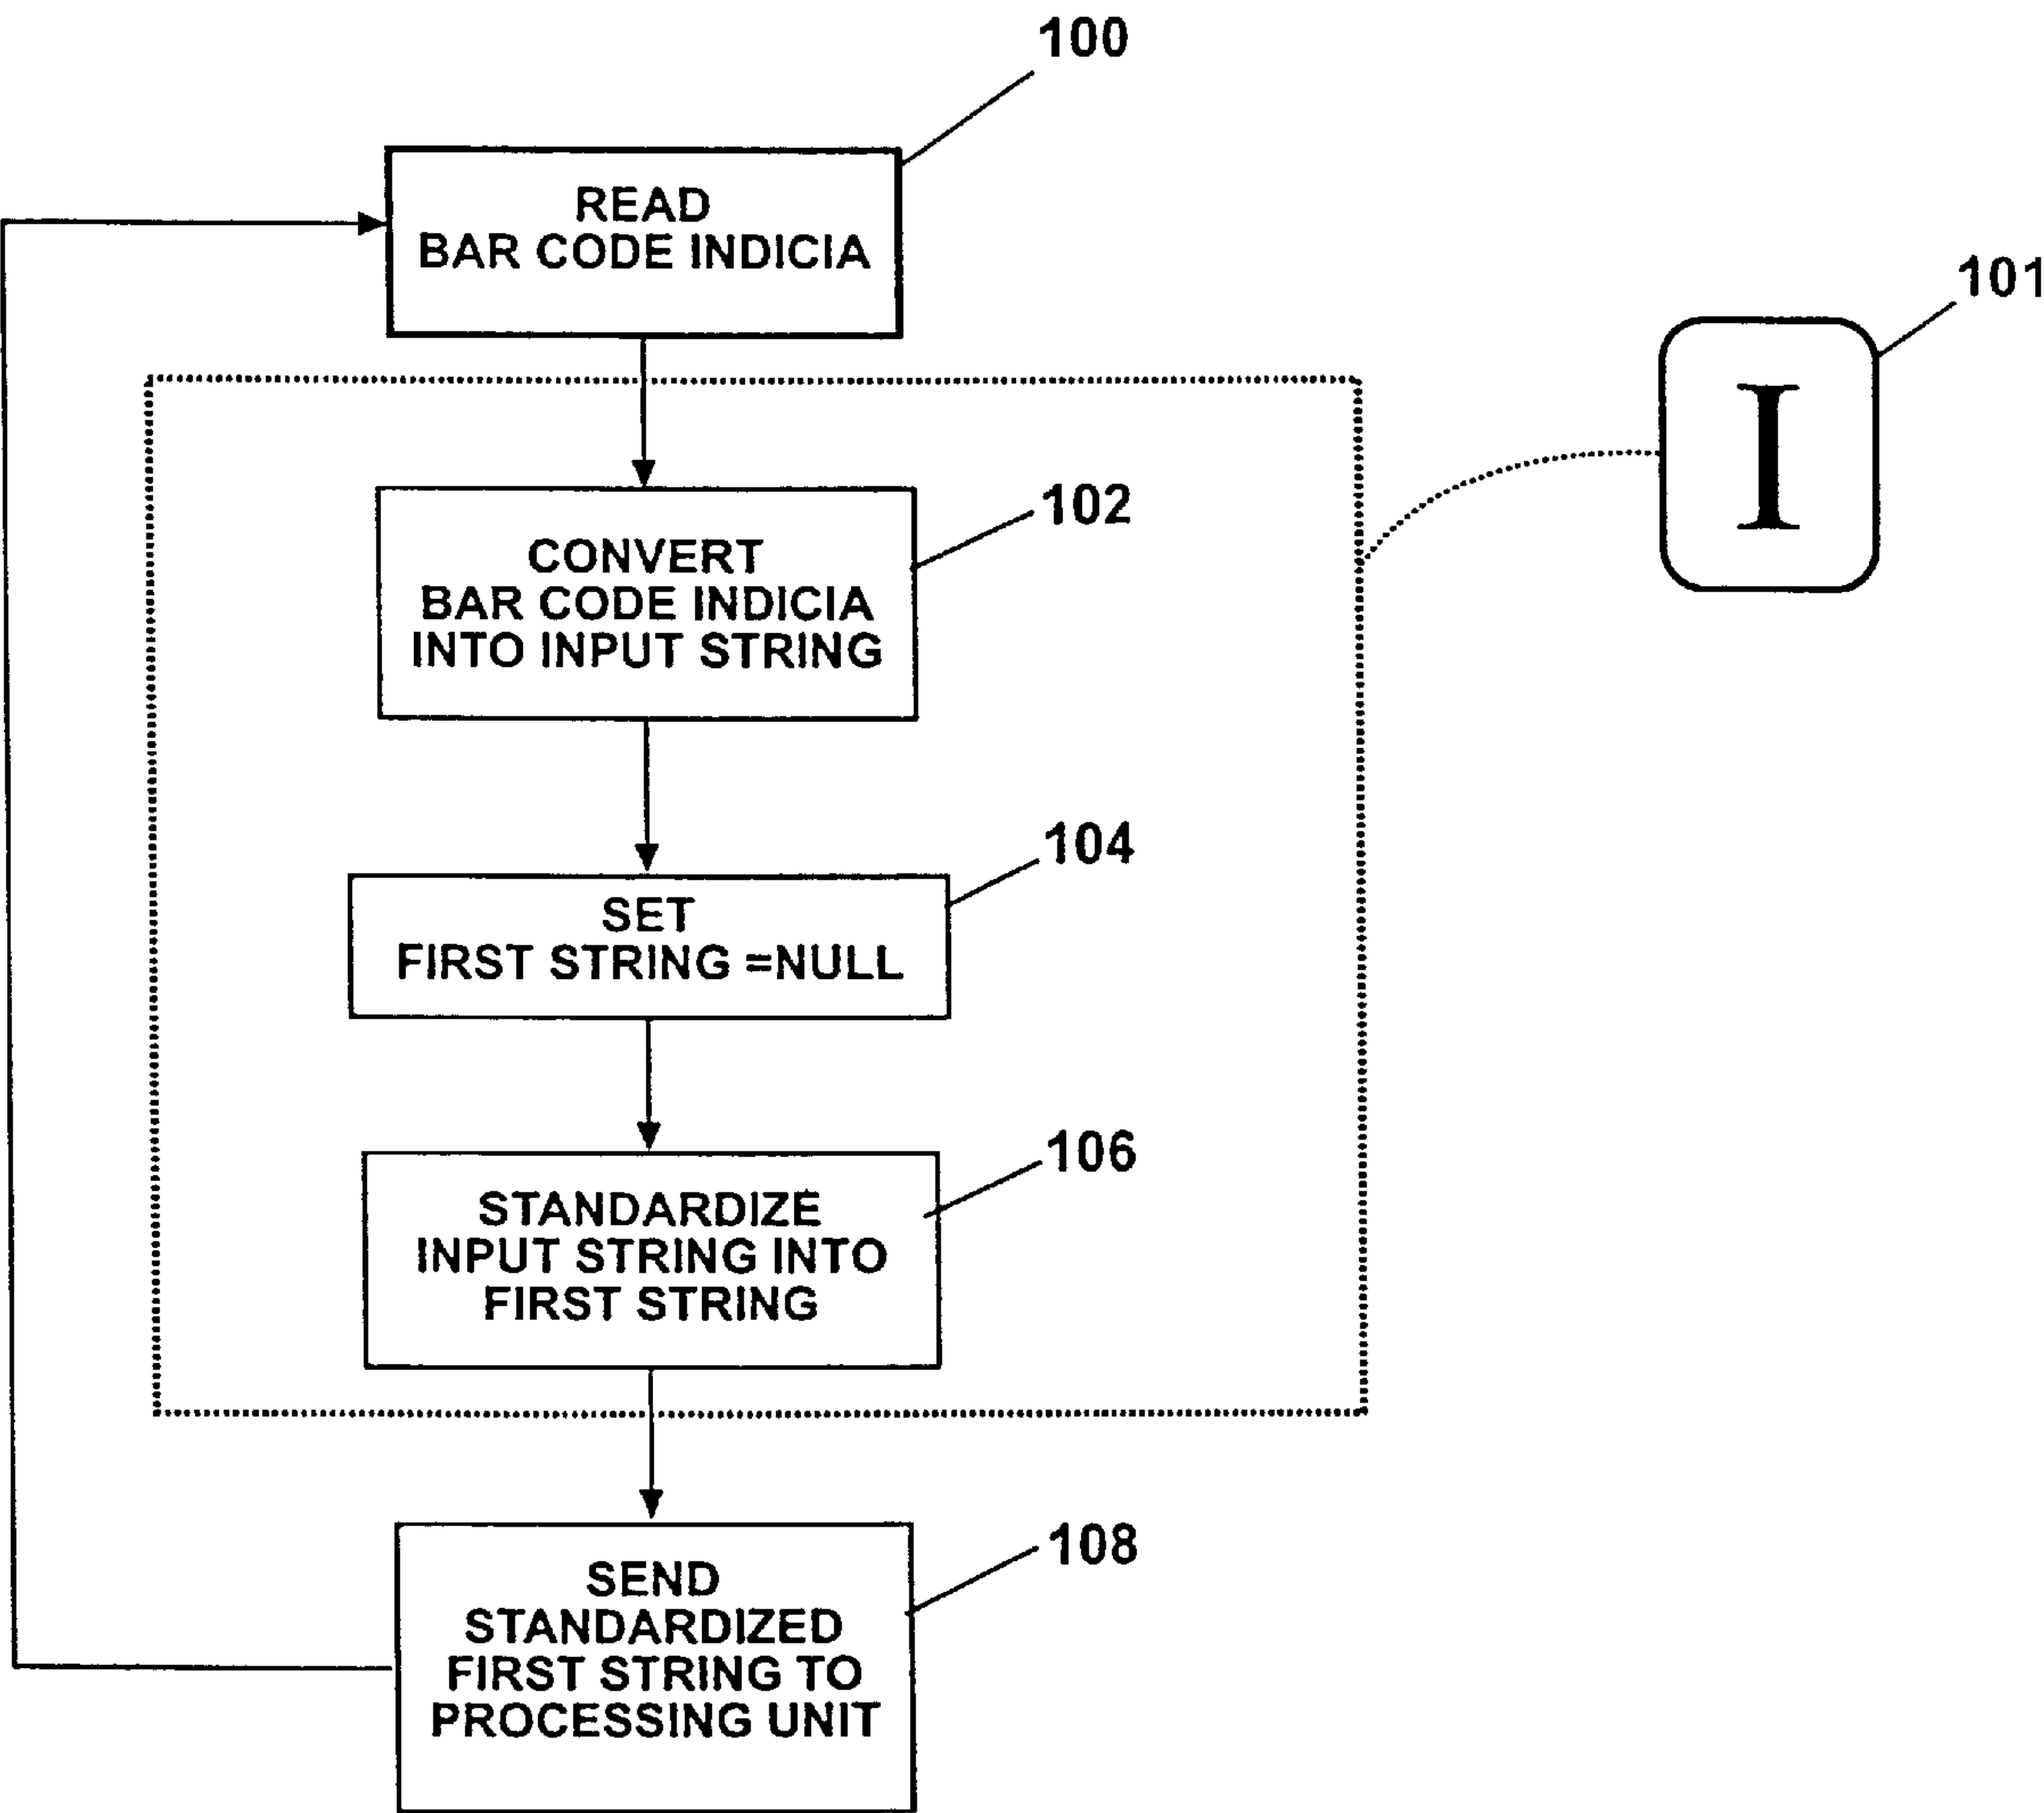 100
READ
BAR CODE INDICIA
101
I
102
CONVERT
BAR CODE INDICIA
INTO INPUT STRING
104
SET
FIRST STRING =NULL
106
STANDARDIZE
INPUT STRING INTO
FIRST STRING
108
SEND
STANDARDIZED
FIRST STRING TO
PROCESSING UNIT